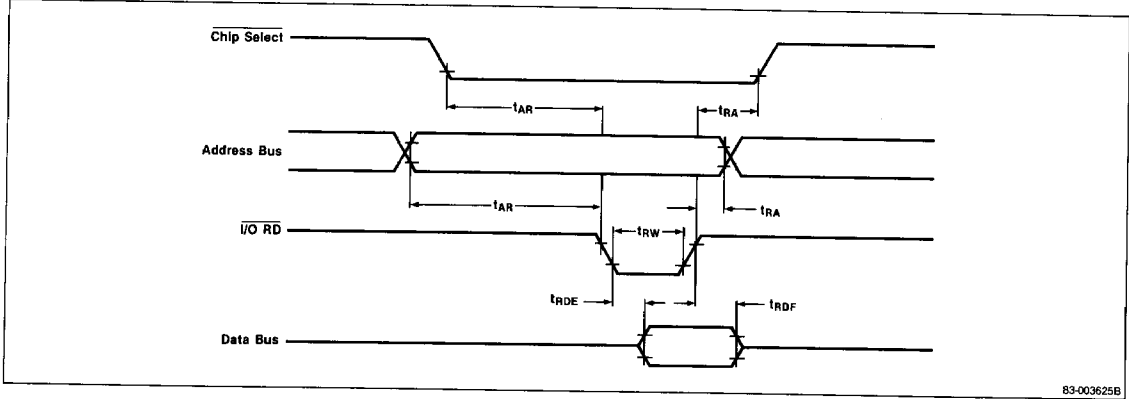 Chip Select
tAR
tRA
Address Bus
tAR
tRA
I/O RD
tRW
tRDE
tRDF
Data Bus
83-003625B